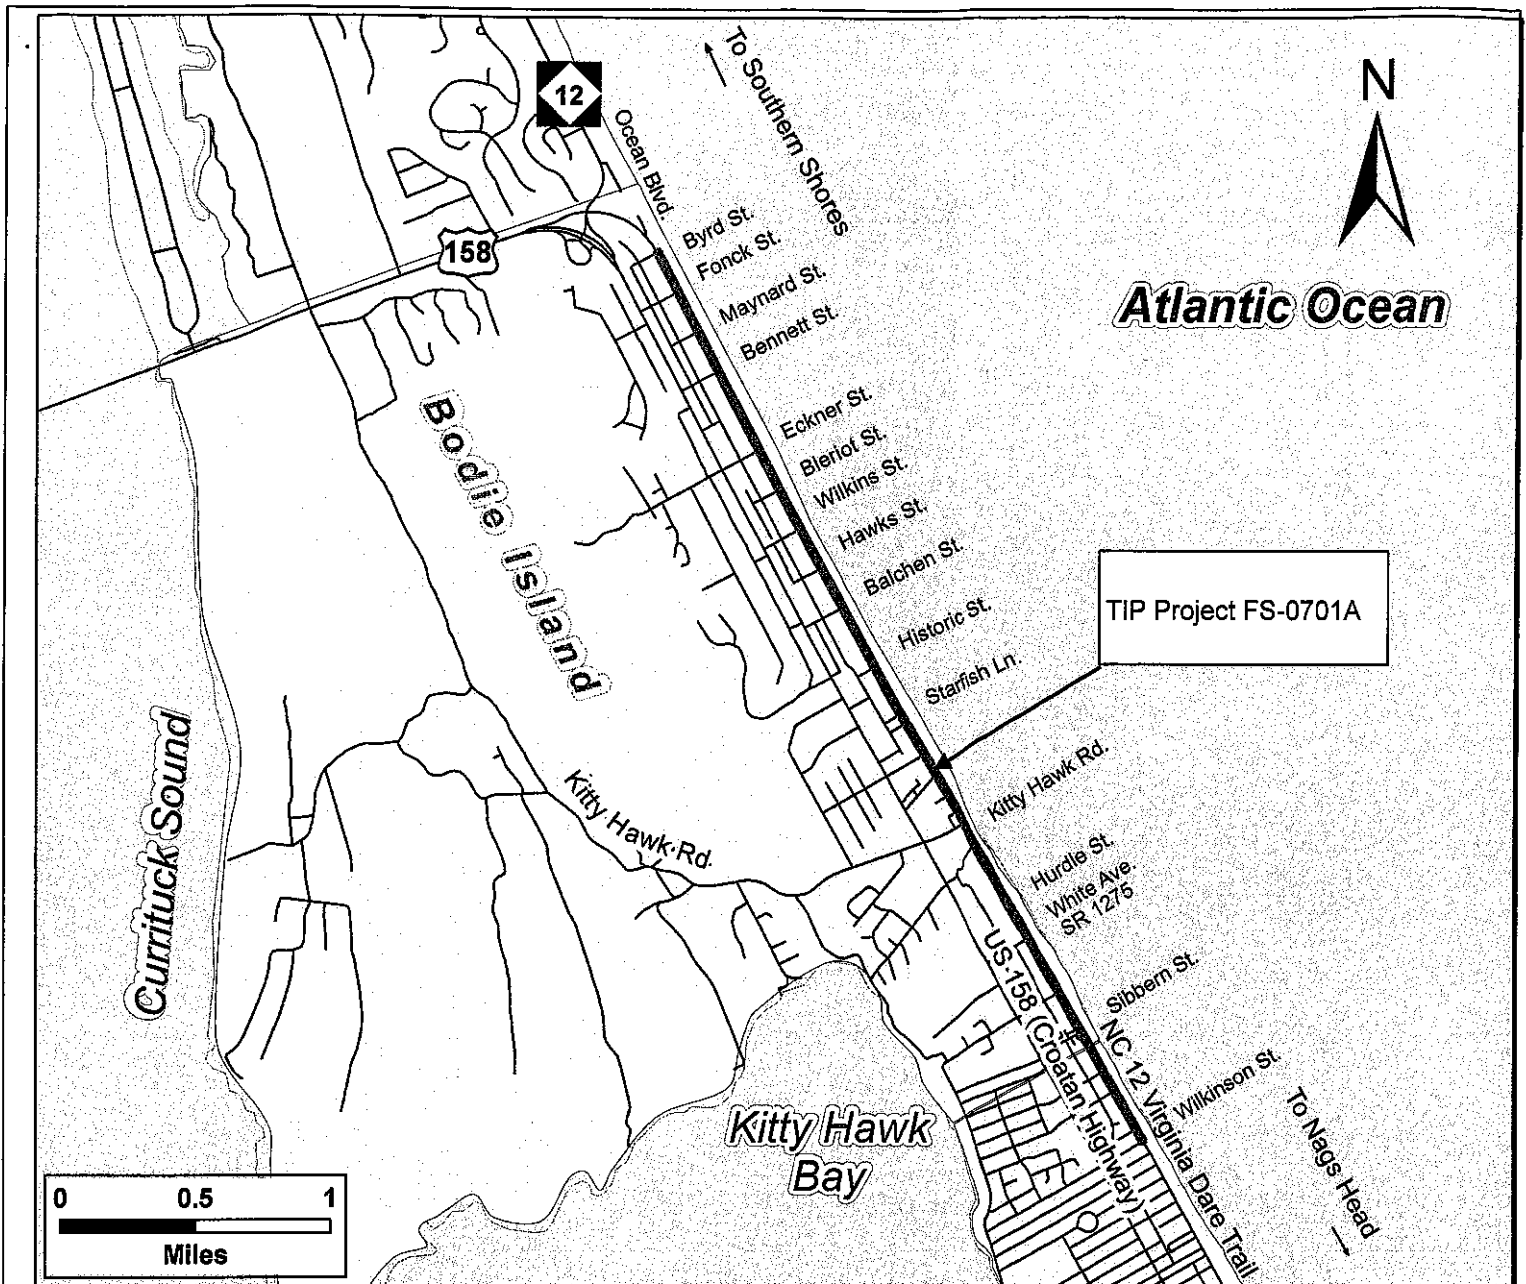 12
N
To Southern Shores
Ocean Blvd.
158
Byrd St.
Fonck St.
Maynard St.
Bennett St.
Atlantic Ocean
Eckner St.
Bleriot St.
Wilkins St.
Hawks St.
Balchen St.
Historic St.
Starfish Ln.
TIP Project FS-0701A
Bodie Island
Currituck Sound
Kitty Hawk Rd.
Kitty Hawk Rd.
Hurdle St.
White Ave.
SR 1275
US-158 (Croatan Highway)
Sibbern St.
NC 12 Virginia Dare Trail
Wilkinson St.
To Nags Head
Kitty Hawk
Bay
0 0.5 1
Miles